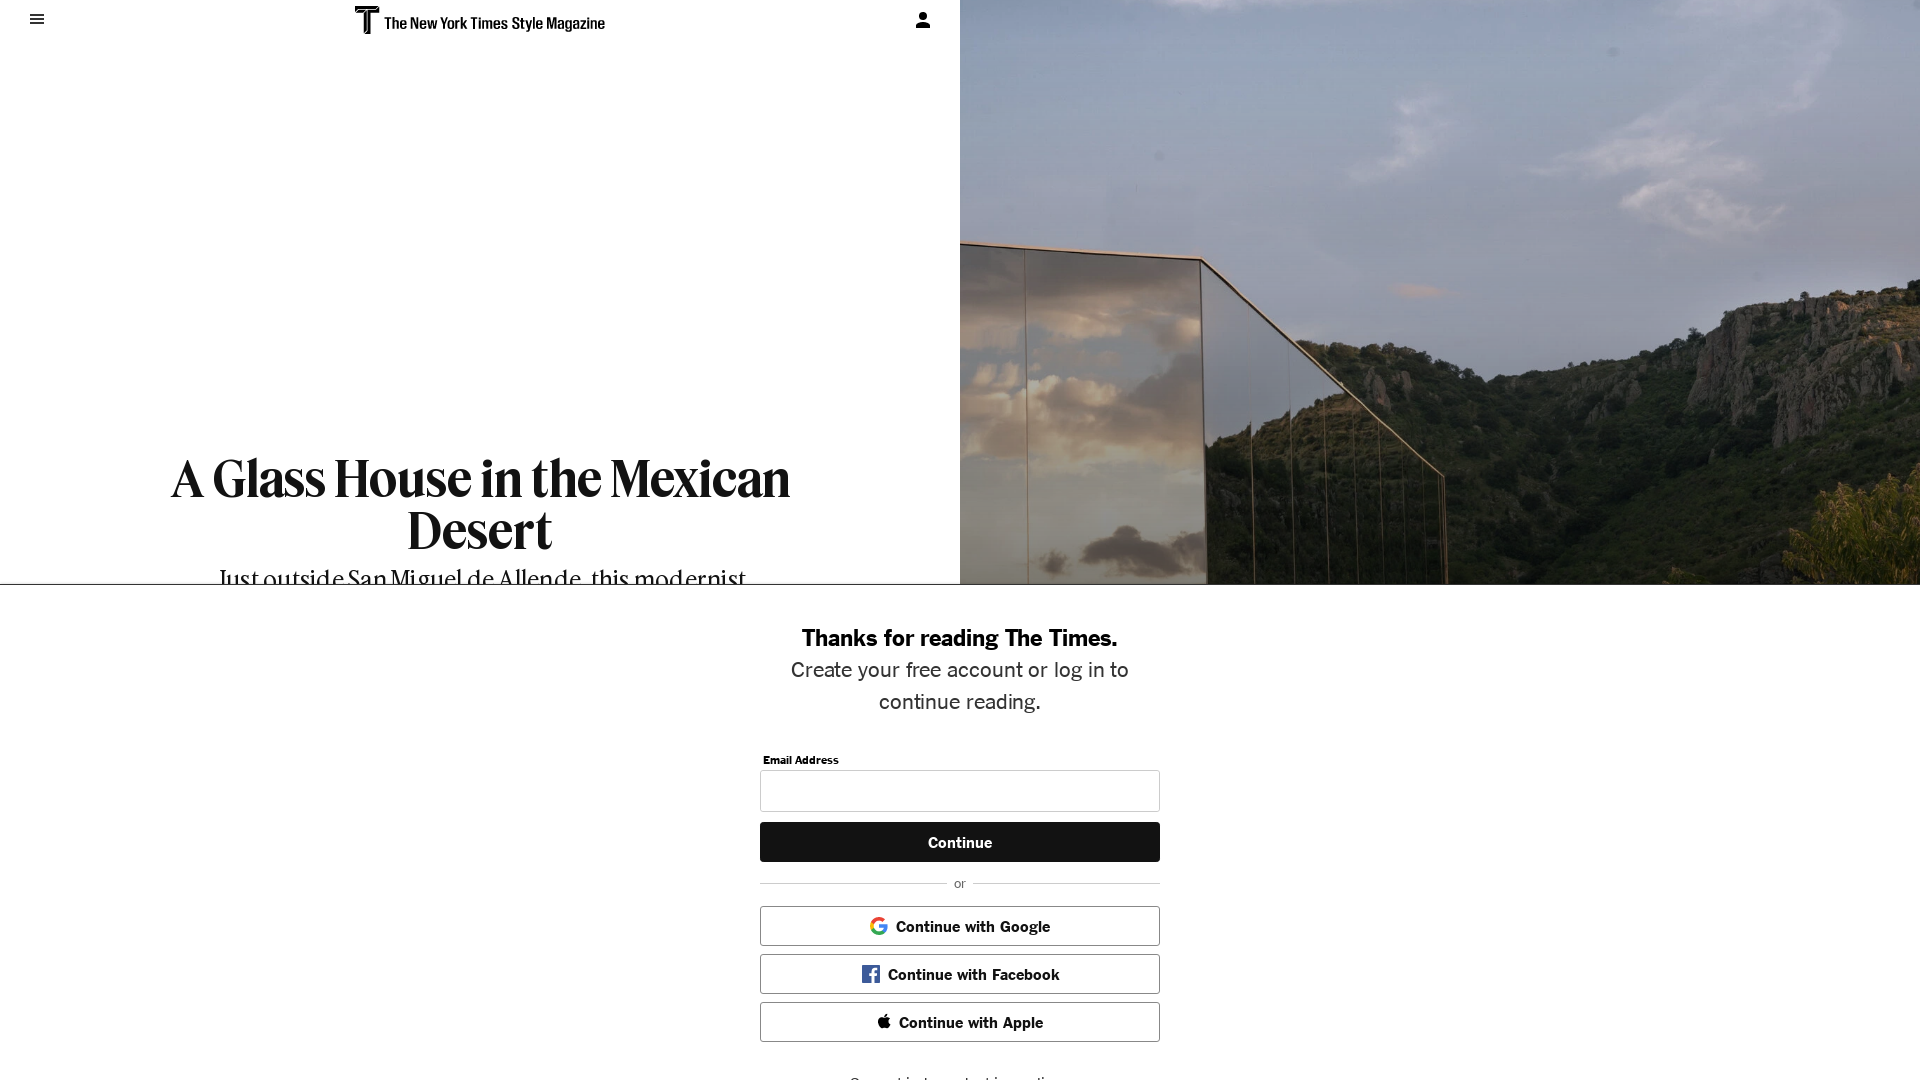 The New York Times Style Magazine
A Glass House in the Mexican
Desert
Just outside San Miguel de Allende, this modernist
Thanks for reading The Times.
Create your free account or log in to
continue reading.
Email Address
Continue
or
Continue with Google
Continue with Facebook
Continue with Apple